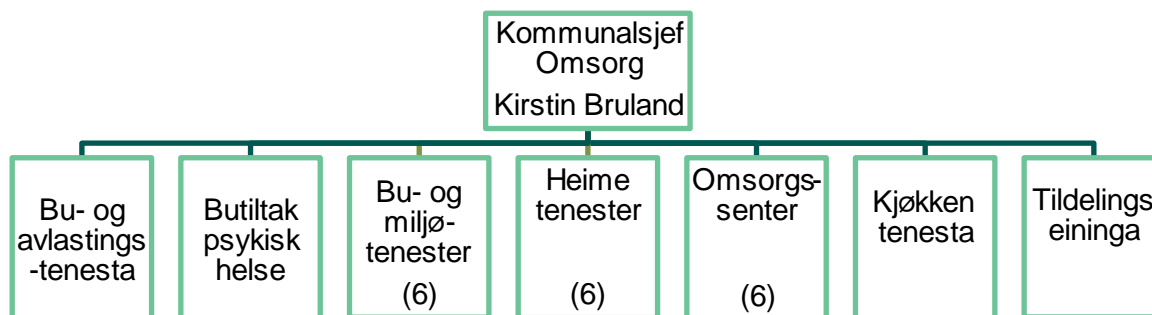 Kommunalsjef
Omsorg
Kirstin Bruland
Bu- og
avlastings
-tenesta
Butiltak
psykisk
helse
Bu- og
miljø-
tenester
(6)
Heime
tenester
(6)
Omsorgs-
senter
(6)
Kjøkken
tenesta
Tildelings
eininga